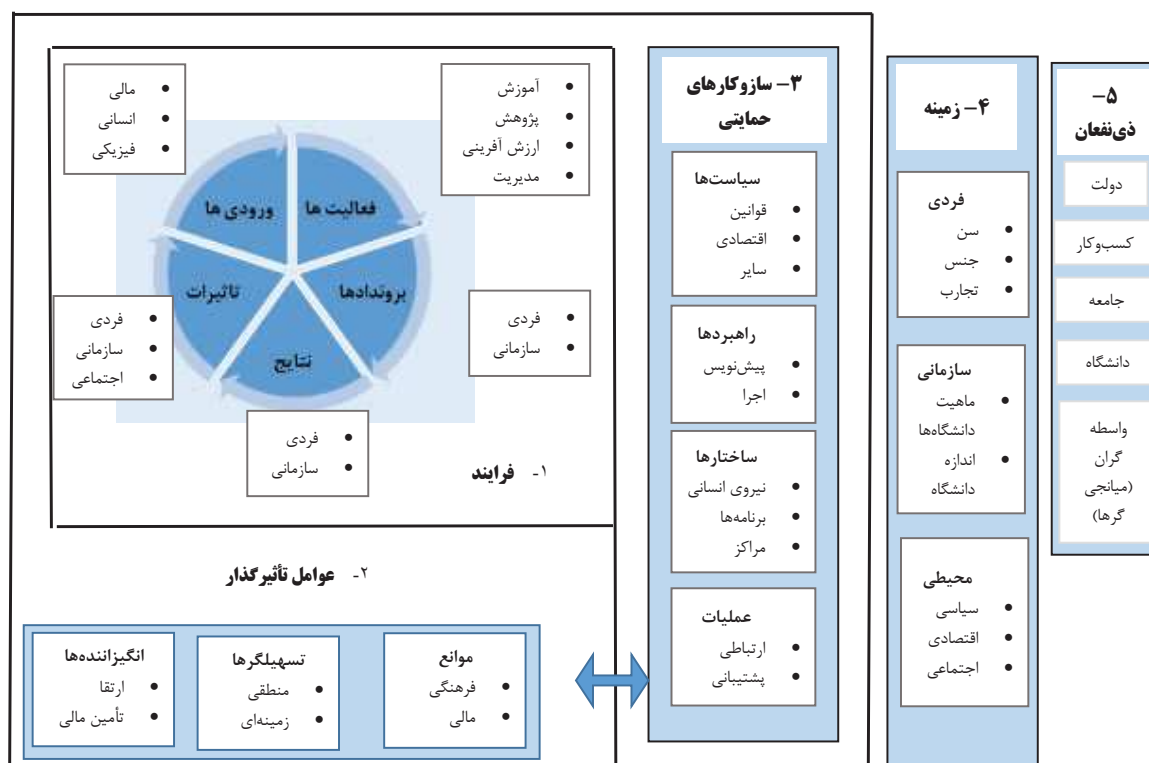 ۵-
ذی‌نفعان
دولت
کسب‌وکار
جامعه
دانشگاه
واسطه
گران
(میانجی
گرها)
۴- زمینه
فردی
• سن
• جنس
• تجارب
سازمانی
• ماهیت
دانشگاه‌ها
• اندازه
دانشگاه
محیطی
• سیاسی
• اقتصادی
• اجتماعی
۳- سازوکارهای
حمایتی
سیاست‌ها
• قوانین
• اقتصادی
• سایر
راهبردها
• پیش‌نویس
• اجرا
ساختارها
• نیروی انسانی
• برنامه‌ها
• مراکز
عملیات
• ارتباطی
• پشتیبانی
• آموزش
• پژوهش
• ارزش آفرینی
• مدیریت
• مالی
• انسانی
• فیزیکی
فعالیت ها
ورودی ها
بروندادها
تاثیرات
نتایج
• فردی
• سازمانی
• فردی
• سازمانی
• اجتماعی
• فردی
• سازمانی
۱- فرایند
۲- عوامل تأثیرگذار
موانع
• فرهنگی
• مالی
تسهیلگرها
• منطقی
• زمینه‌ای
انگیزاننده‌ها
• ارتقا
• تأمین مالی